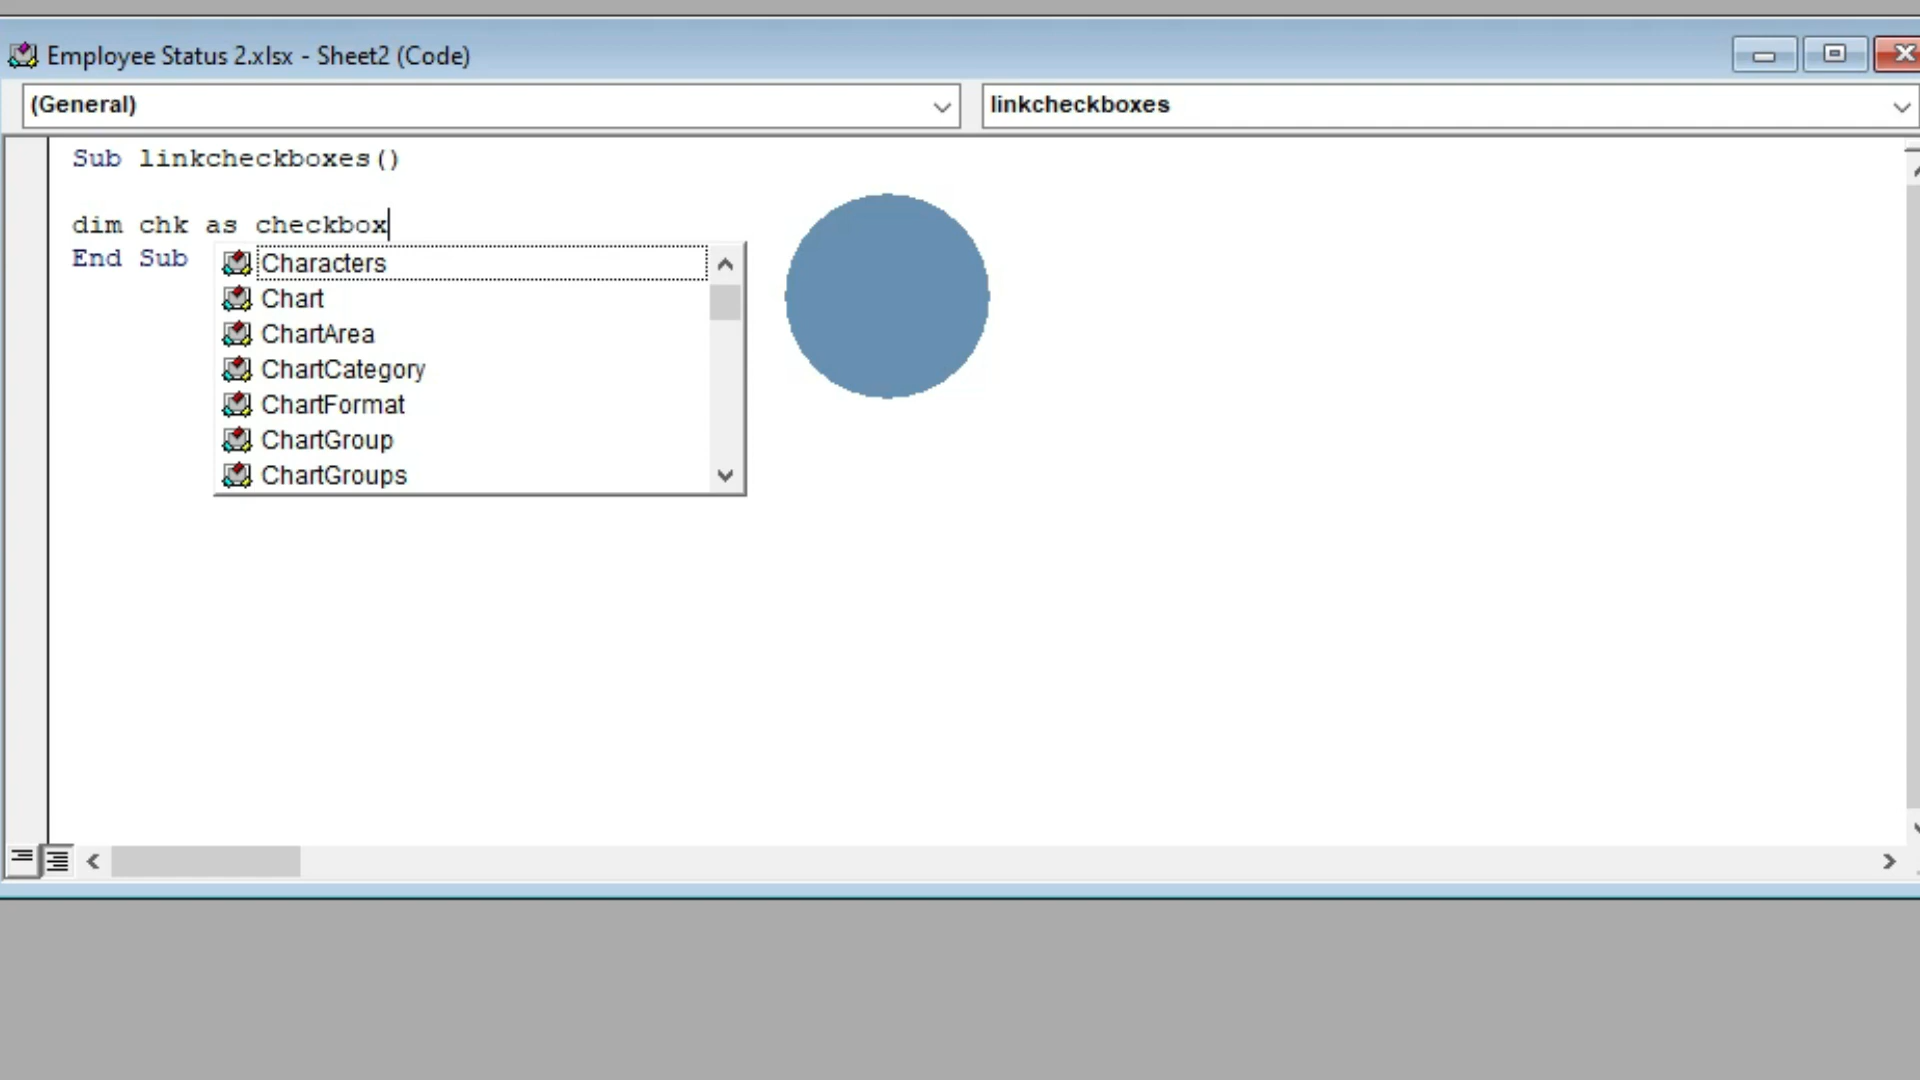 Employee Status 2.xlsx - Sheet2 (Code)
(General)
linkcheckboxes
Sub linkcheckboxes()
dim chk as checkbox
End Sub
Characters
Chart
ChartArea
ChartCategory
ChartFormat
ChartGroup
ChartGroups